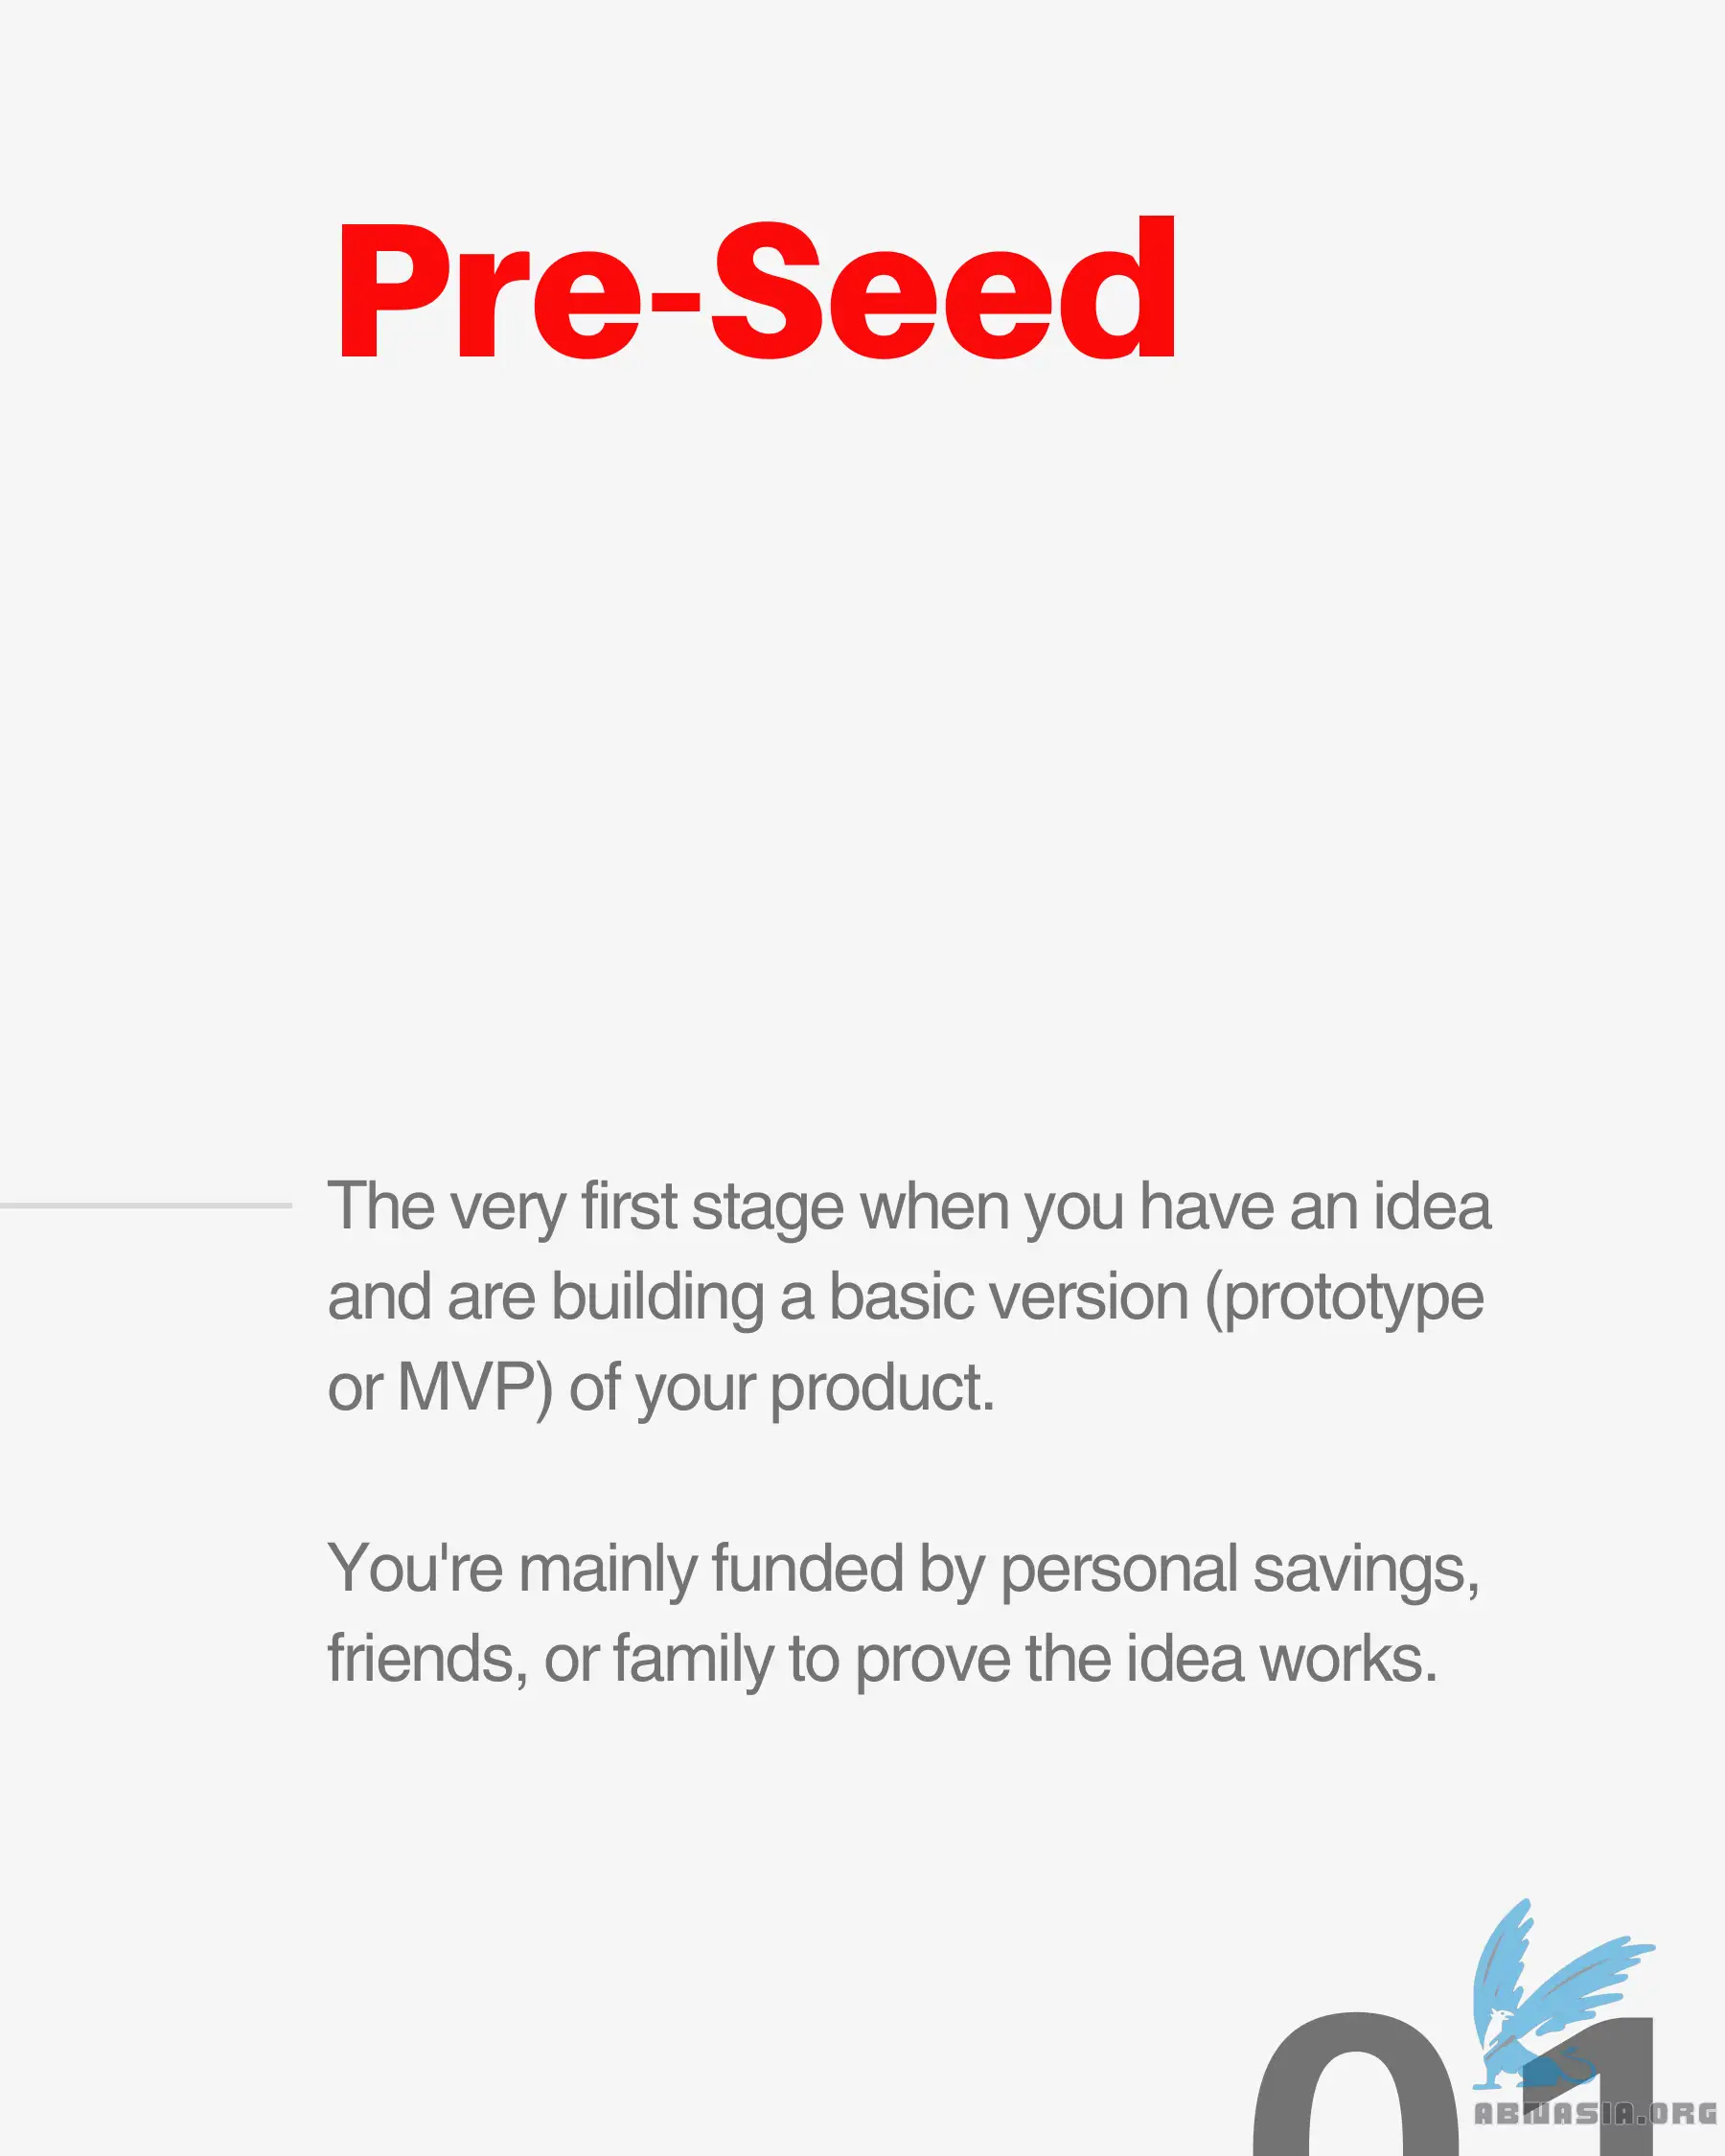 Pre-Seed
The very first stage when you have an idea
and are building a basic version (prototype
or MVP) of your product.
You're mainly funded by personal savings,
friends, or family to prove the idea works.
01
ABIWASIA.ORG